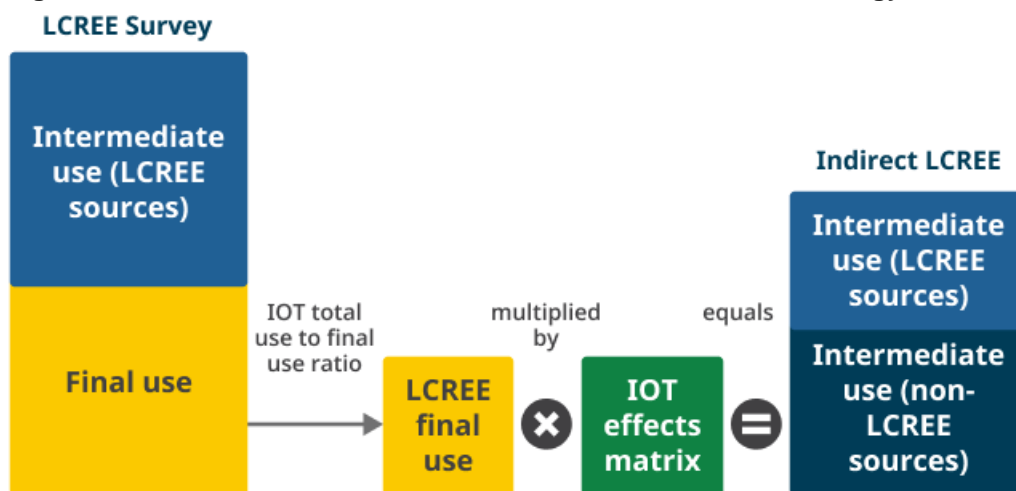 LCREE Survey
Intermediate
use (LCREE
sources)
Final use
IOT total
use to final
use ratio
LCREE
final
use
multiplied
by
IOT
effects
matrix
equals
Indirect LCREE
Intermediate
use (LCREE
sources)
Intermediate
use (non-
LCREE
sources)